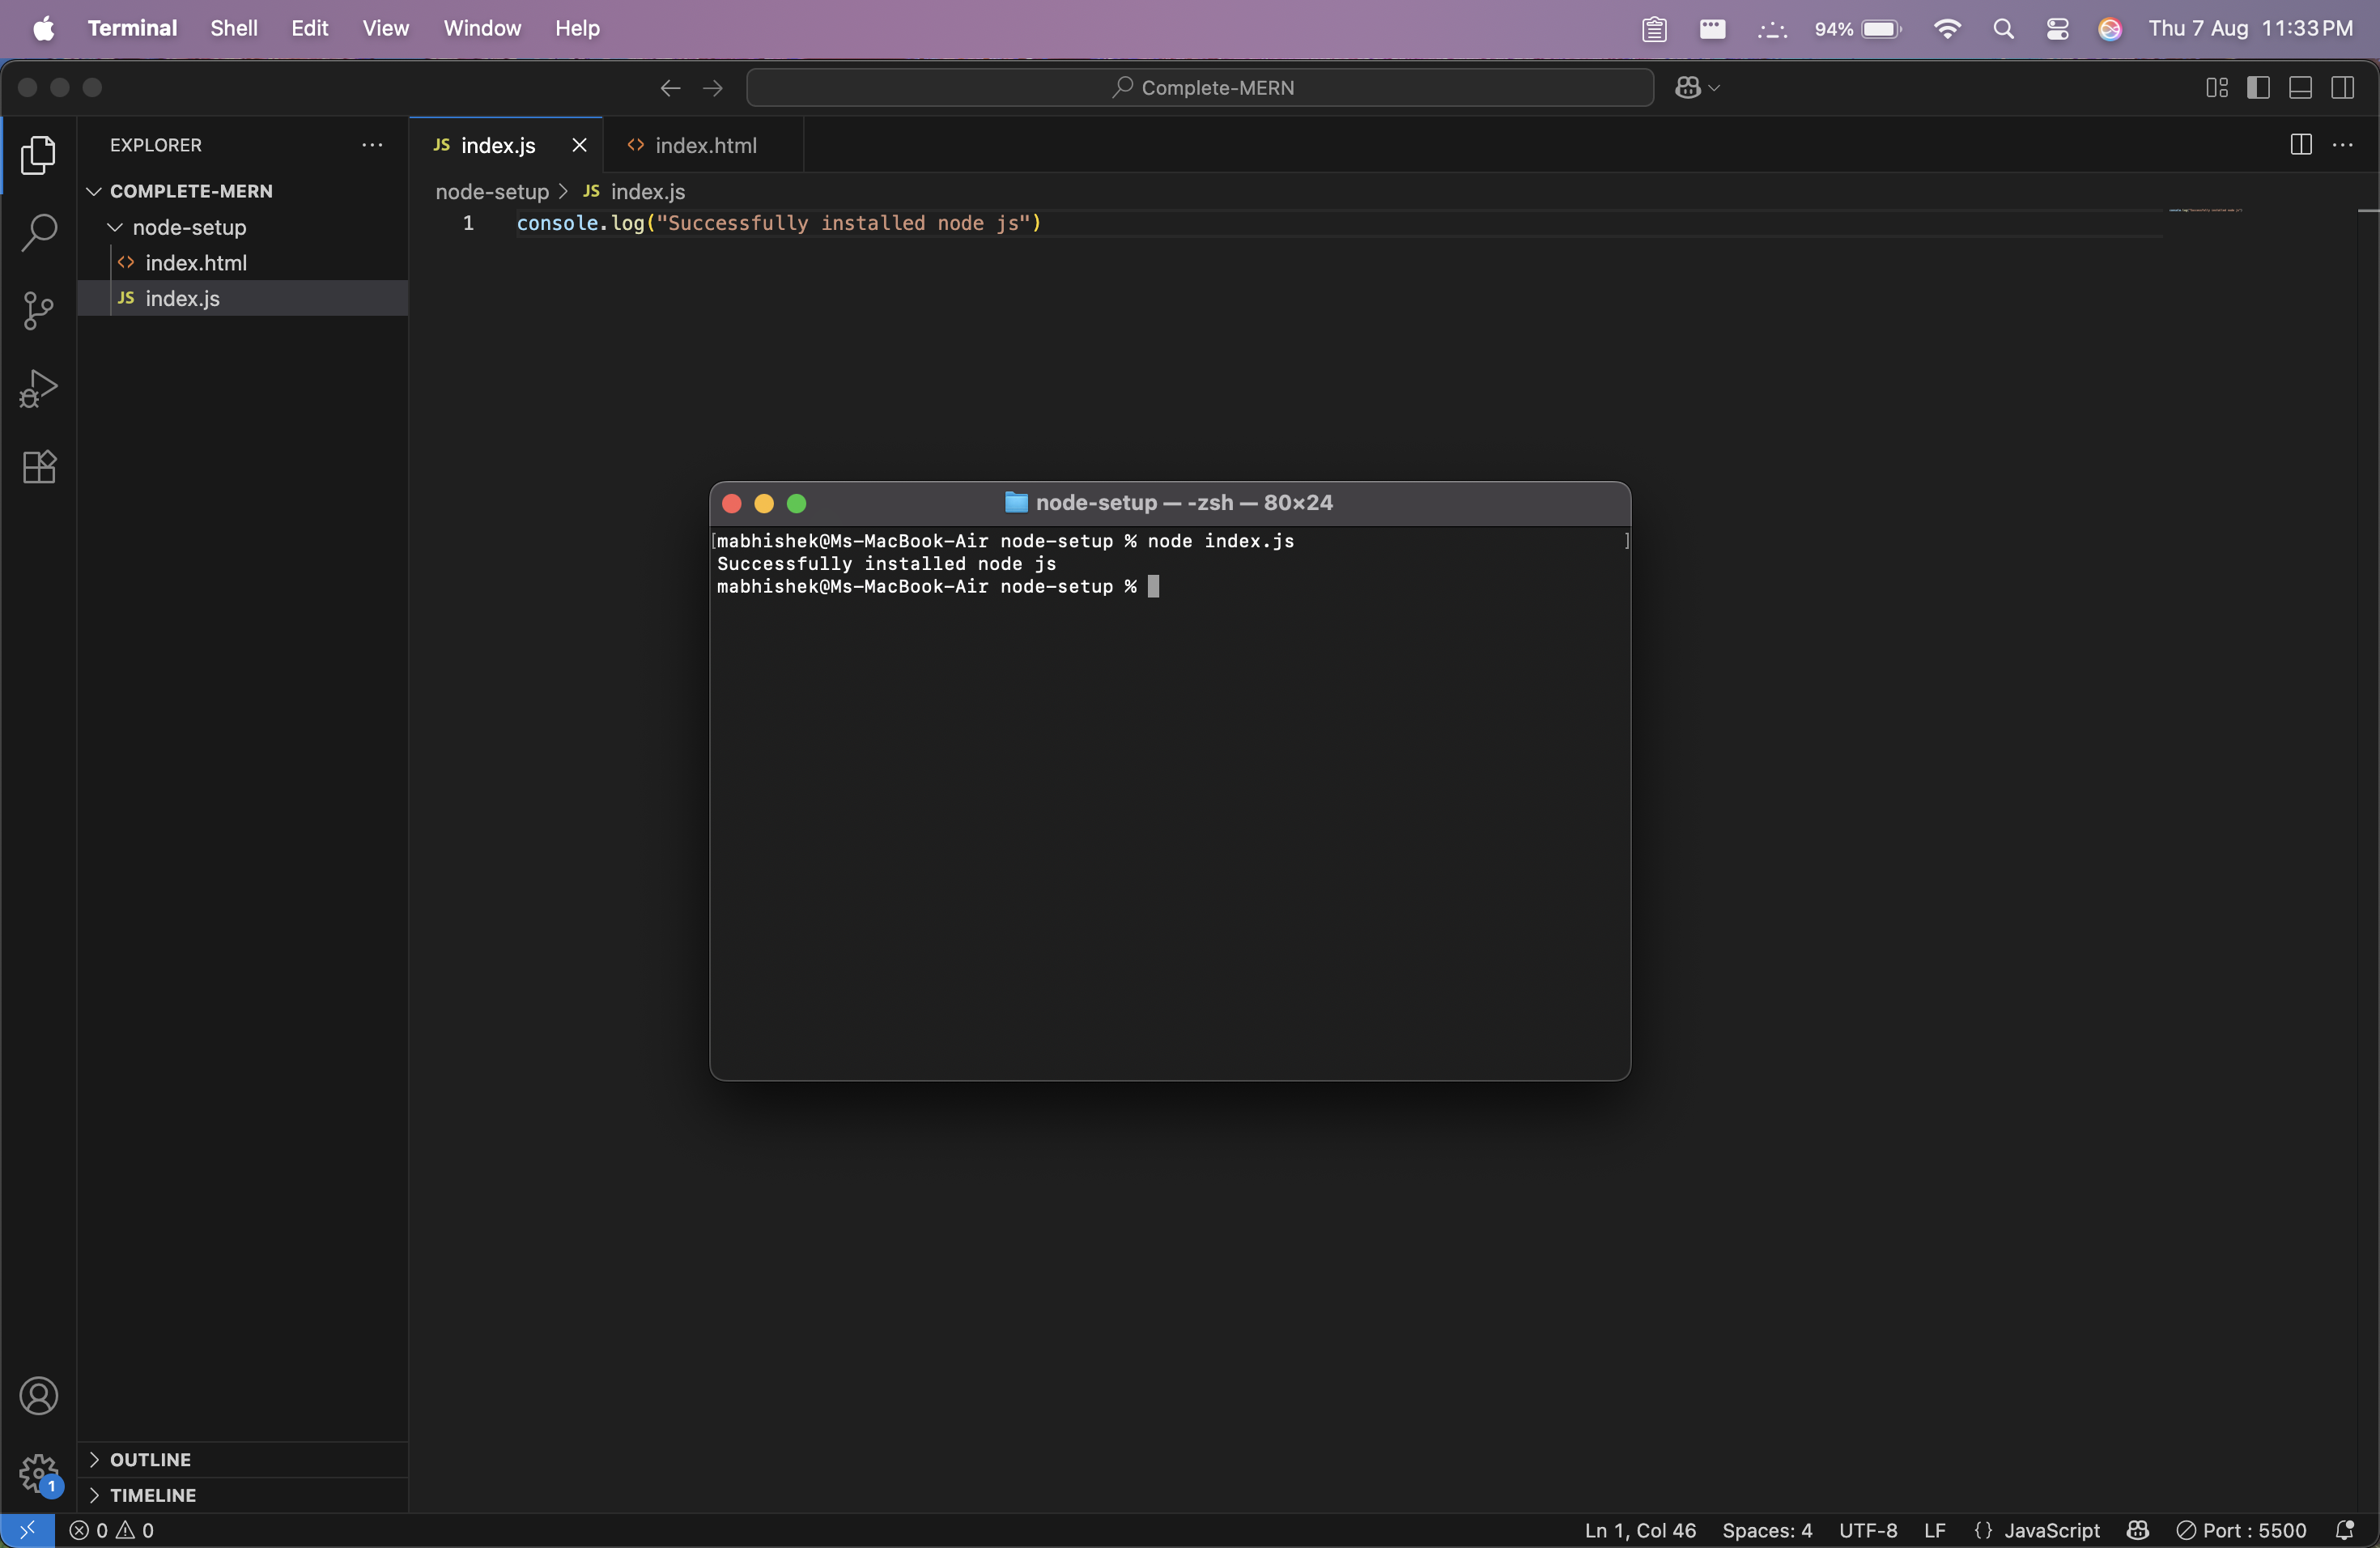 Terminal Shell Edit View Window Help 94% Thu 7 Aug 11:33 PM
Complete-MERN
EXPLORER
JS index.js
index.html
COMPLETE-MERN
node-setup
index.html
JS index.js
node-setup > JS index.js
1 console.log("Successfully installed node js")
node-setup — -zsh — 80×24
[mabhishek@Ms-MacBook-Air node-setup % node index.js ]
Successfully installed node js
mabhishek@Ms-MacBook-Air node-setup %
1
OUTLINE
TIMELINE
0 0
Ln 1, Col 46 Spaces: 4 UTF-8 LF {} JavaScript Port : 5500